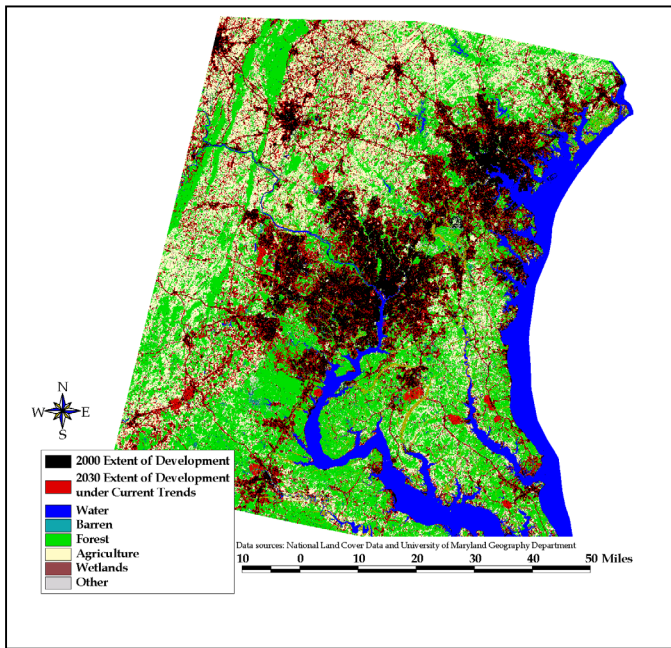 N
W E
S
2000 Extent of Development
2030 Extent of Development
under Current Trends
Water
Barren
Forest
Agriculture
Wetlands
Other
Data sources: National Land Cover Data and University of Maryland Geography Department
10 0 10 20 30 40 50 Miles